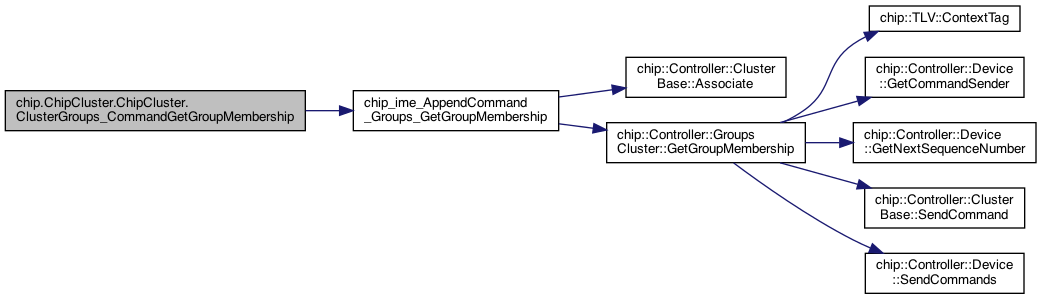 chip.ChipCluster.ChipCluster.
ClusterGroups_CommandGetGroupMembership
chip_ime_AppendCommand
_Groups_GetGroupMembership
chip::Controller::Cluster
Base::Associate
chip::Controller::Groups
Cluster::GetGroupMembership
chip::TLV::ContextTag
chip::Controller::Device
::GetCommandSender
chip::Controller::Device
::GetNextSequenceNumber
chip::Controller::Cluster
Base::SendCommand
chip::Controller::Device
::SendCommands